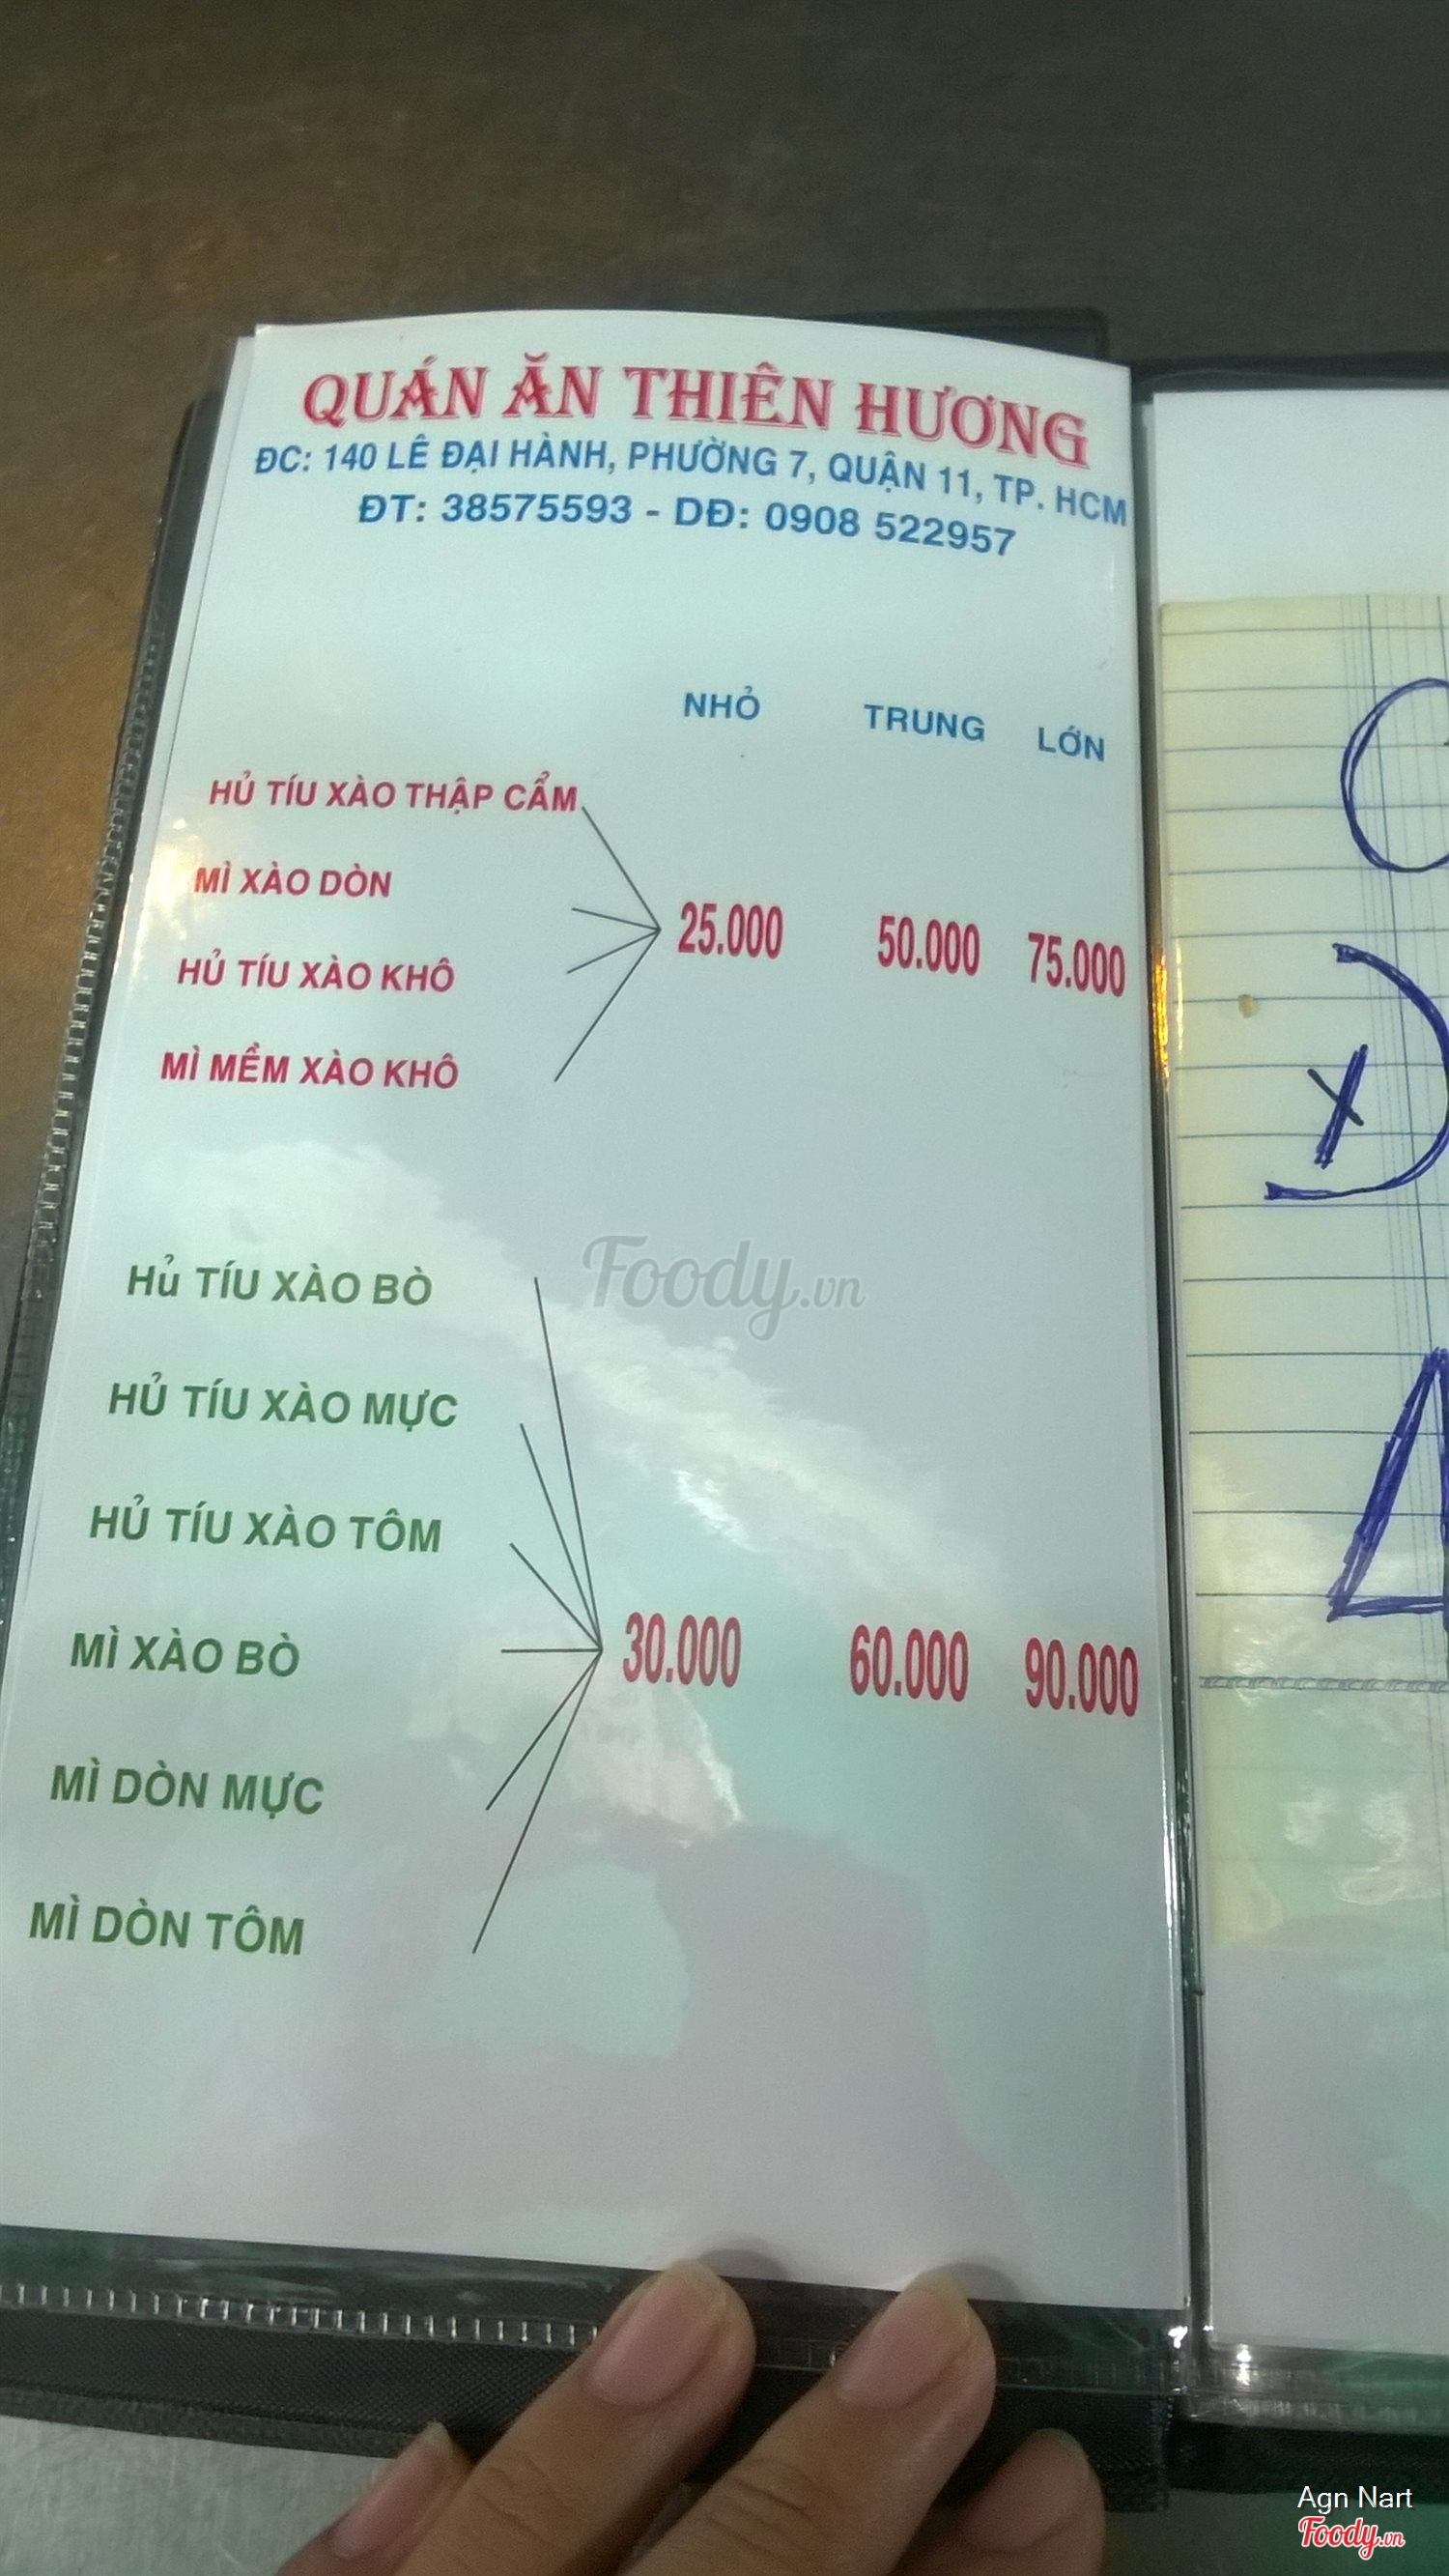 QUÁN ĂN THIÊN HƯƠNG
ĐC: 140 LÊ ĐẠI HÀNH, PHƯỜNG 7, QUẬN 11, TP. HCM
ĐT: 38575593 - DĐ: 0908 522957
NHỎ TRUNG LỚN
HỦ TÍU XÀO THẬP CẨM
MÌ XÀO DÒN
25.000 50.000 75.000
HỦ TÍU XÀO KHÔ
MÌ MỀM XÀO KHÔ
Foody.vn
Hủ TÍU XÀO BÒ
HỦ TÍU XÀO MỰC
HỦ TÍU XÀO TÔM
MÌ XÀO BÒ 30.000 60.000 90.000
MÌ DÒN MỰC
MÌ DÒN TÔM
Agn Nart
Foody.vn